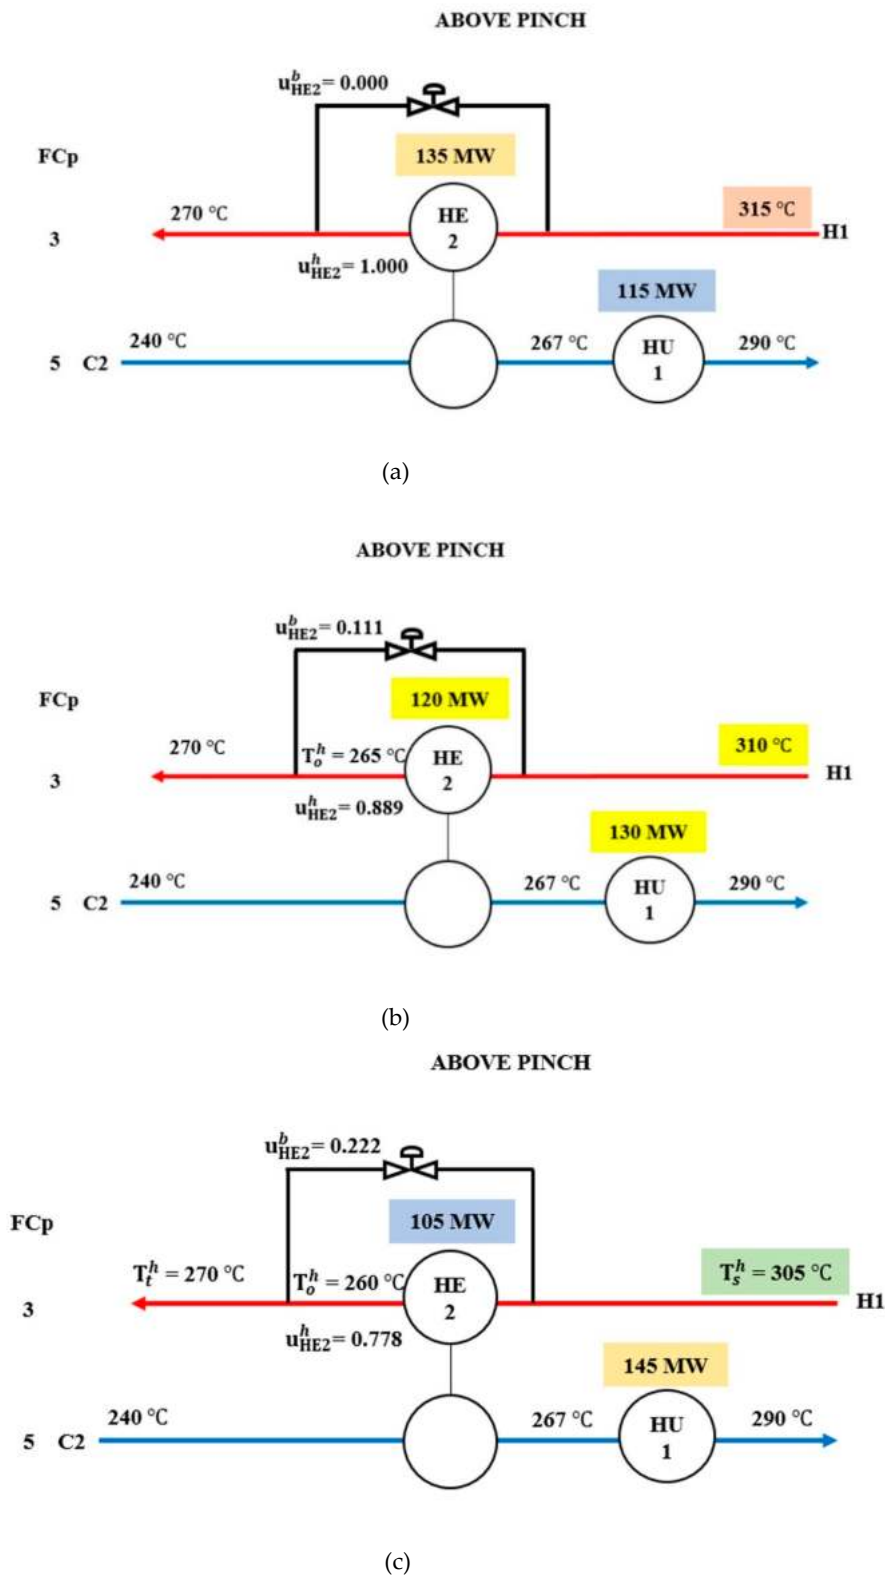 ABOVE PINCH
u^b_HE2 = 0.000
FCp
135 MW
270 °C
HE
2
315 °C
H1
3
u^h_HE2 = 1.000
115 MW
240 °C
267 °C
HU
1
290 °C
5 C2
(a)
ABOVE PINCH
u^b_HE2 = 0.111
FCp
120 MW
270 °C
T^h_o = 265 °C
HE
2
310 °C
H1
3
u^h_HE2 = 0.889
130 MW
240 °C
267 °C
HU
1
290 °C
5 C2
(b)
ABOVE PINCH
u^b_HE2 = 0.222
FCp
105 MW
T^h_t = 270 °C
T^h_o = 260 °C
HE
2
T^h_s = 305 °C
H1
3
u^h_HE2 = 0.778
145 MW
240 °C
267 °C
HU
1
290 °C
5 C2
(c)